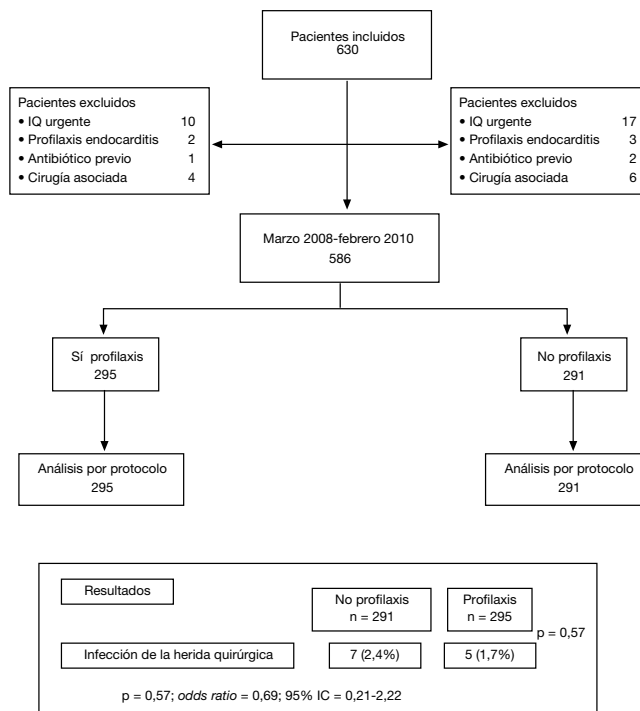 Pacientes incluidos
630
Pacientes excluidos
• IQ urgente 10
• Profilaxis endocarditis 2
• Antibiótico previo 1
• Cirugía asociada 4
Pacientes excluidos
• IQ urgente 17
• Profilaxis endocarditis 3
• Antibiótico previo 2
• Cirugía asociada 6
Marzo 2008-febrero 2010
586
Sí profilaxis
295
No profilaxis
291
Análisis por protocolo
295
Análisis por protocolo
291
Resultados
No profilaxis
n = 291
Profilaxis
n = 295
p = 0,57
Infección de la herida quirúrgica 7 (2,4%) 5 (1,7%)
p = 0,57; odds ratio = 0,69; 95% IC = 0,21-2,22